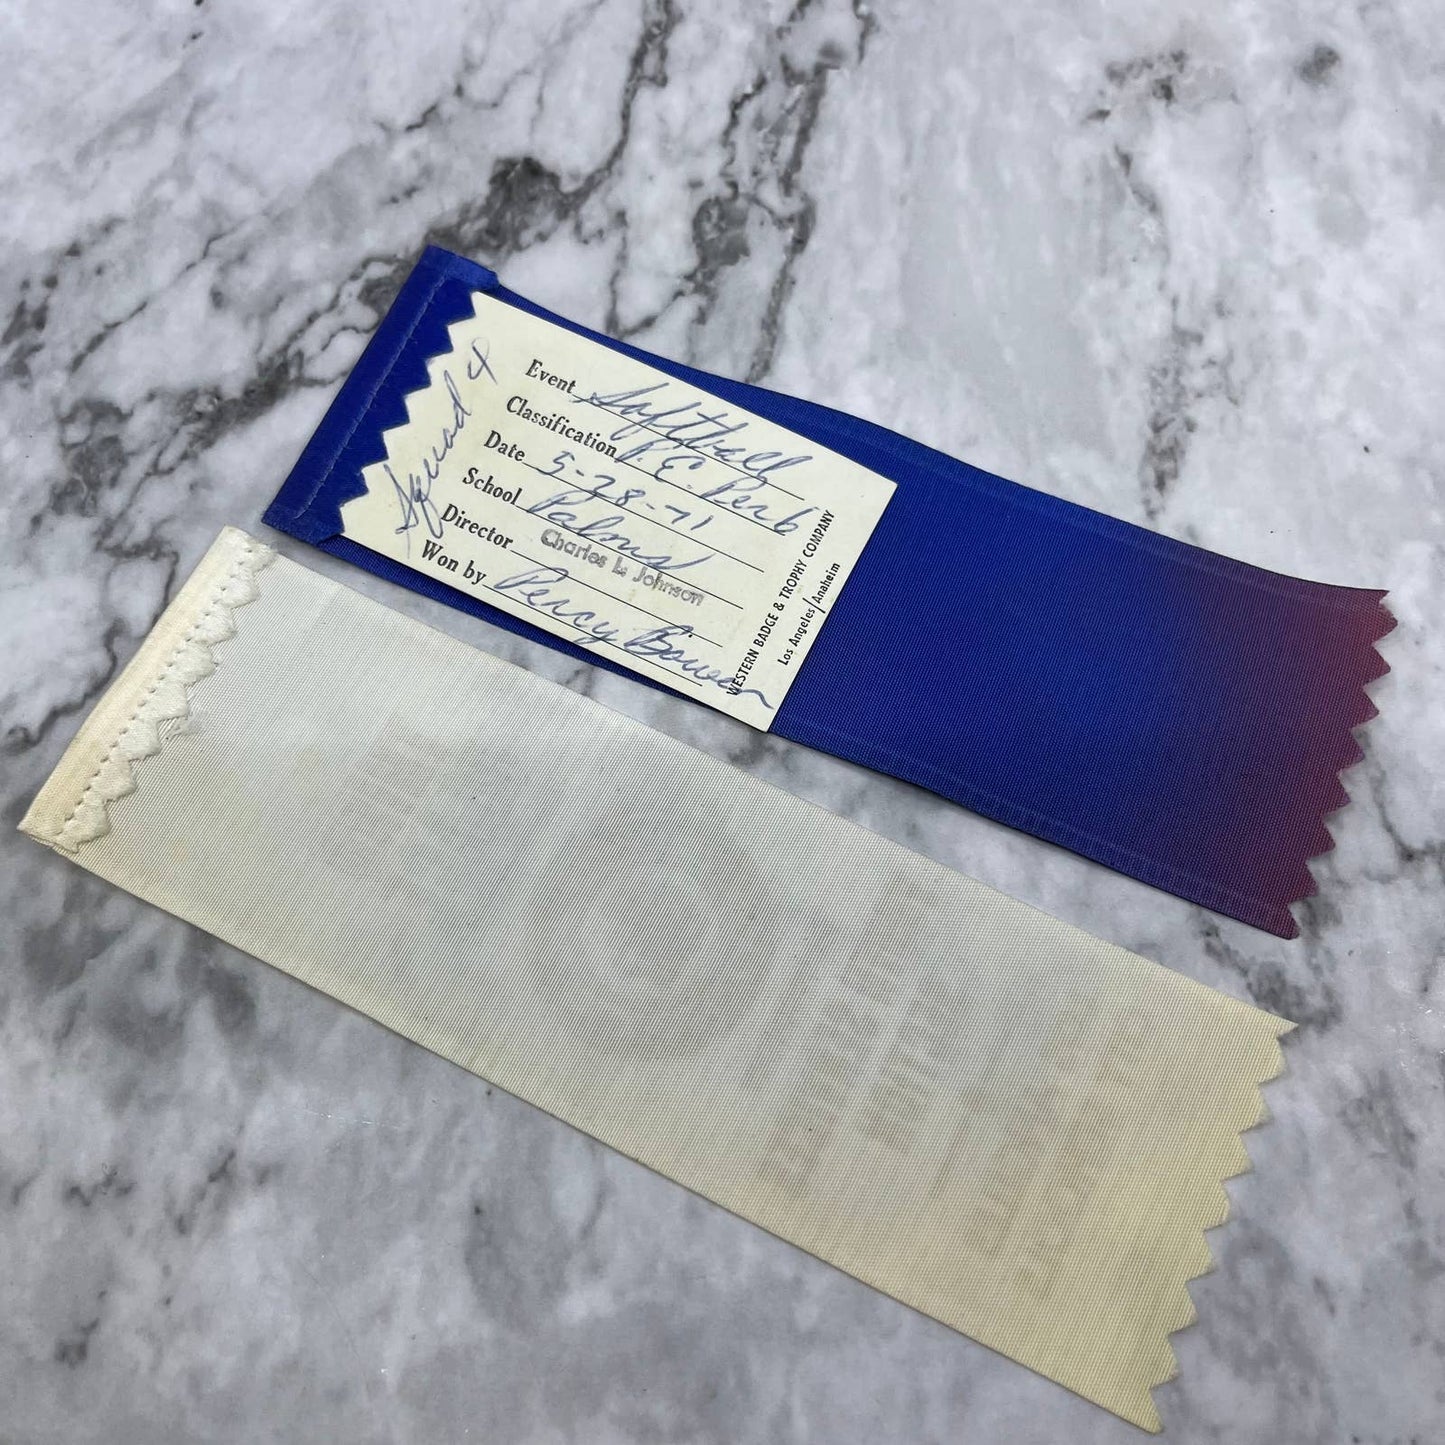 Squad 4
Event Softball
Classification P.E. Perb
Date 5-28-71
School Palms
Director Charles L. Johnson
Won by Percy Bowen
WESTERN BADGE & TROPHY COMPANY
Los Angeles/Anaheim